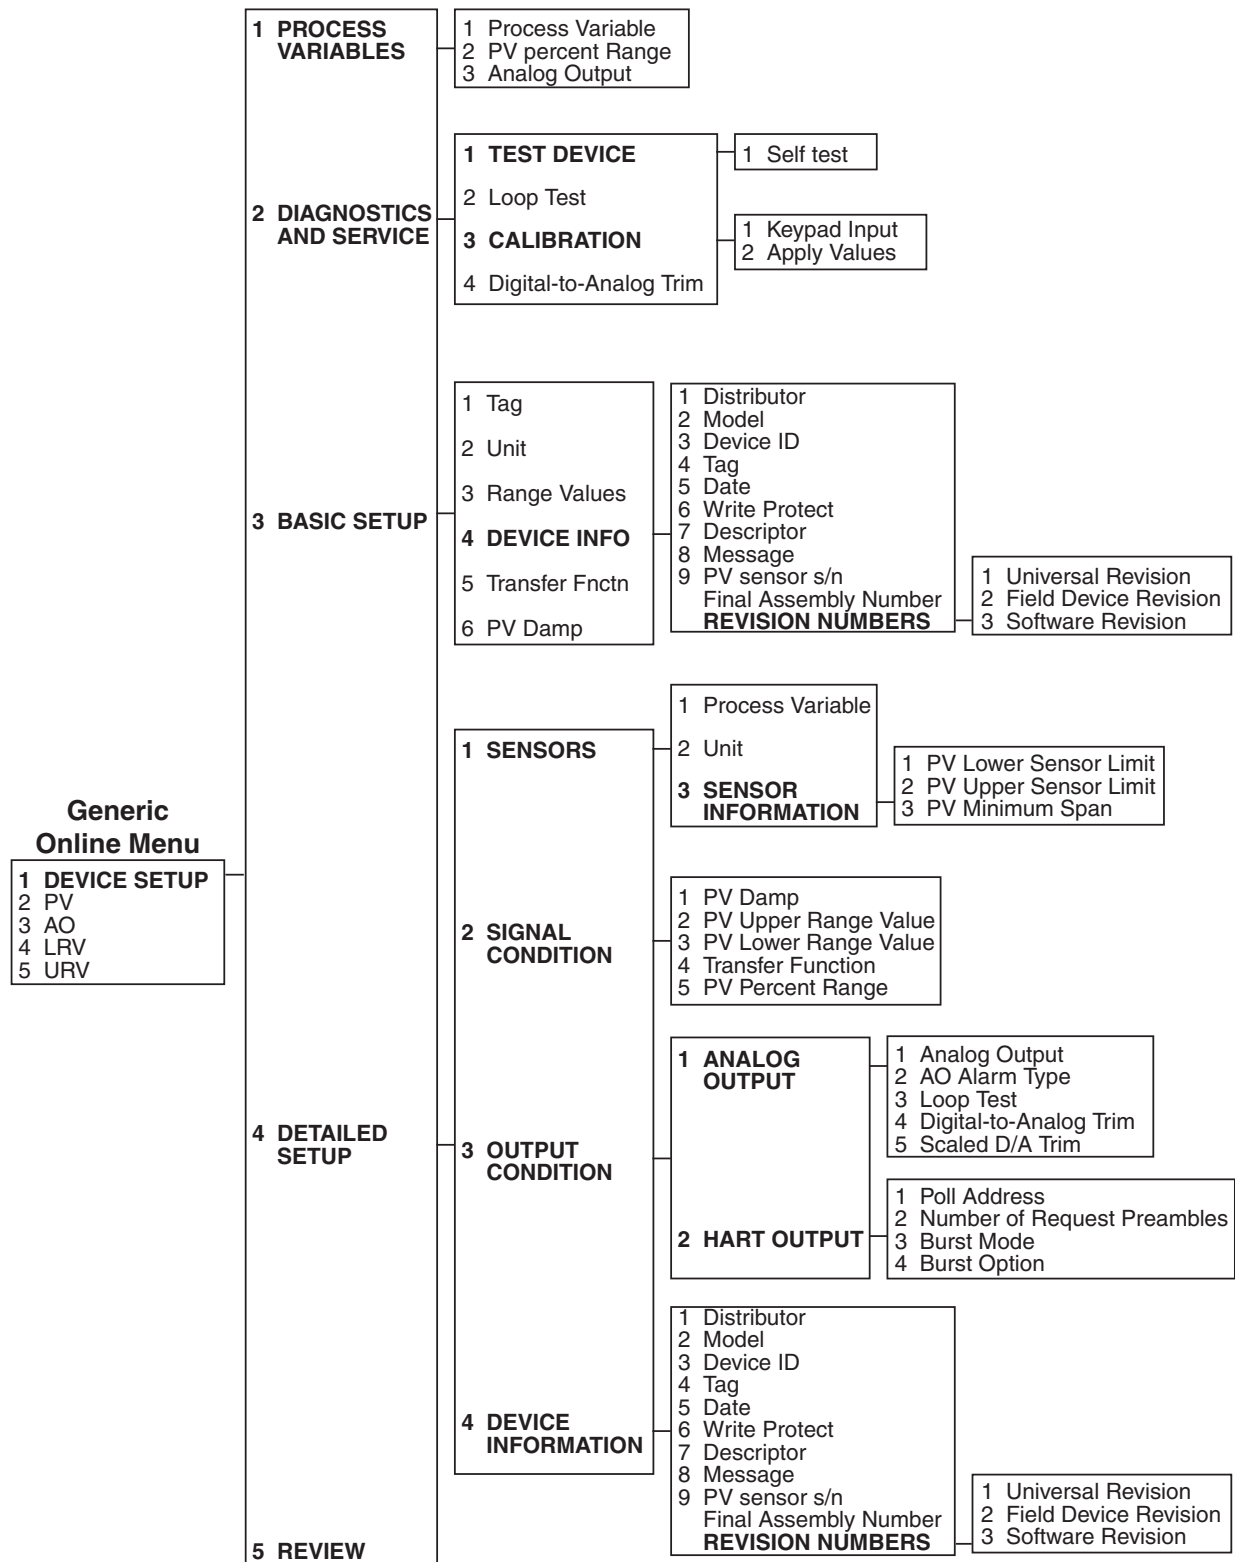 1 PROCESS
VARIABLES
1 Process Variable
2 PV percent Range
3 Analog Output
2 DIAGNOSTICS
AND SERVICE
1 TEST DEVICE
2 Loop Test
3 CALIBRATION
4 Digital-to-Analog Trim
1 Self test
1 Keypad Input
2 Apply Values
3 BASIC SETUP
1 Tag
2 Unit
3 Range Values
4 DEVICE INFO
5 Transfer Fnctn
6 PV Damp
1 Distributor
2 Model
3 Device ID
4 Tag
5 Date
6 Write Protect
7 Descriptor
8 Message
9 PV sensor s/n
Final Assembly Number
REVISION NUMBERS
1 Universal Revision
2 Field Device Revision
3 Software Revision
Generic
Online Menu
1 DEVICE SETUP
2 PV
3 AO
4 LRV
5 URV
4 DETAILED
SETUP
1 SENSORS
1 Process Variable
2 Unit
3 SENSOR
INFORMATION
1 PV Lower Sensor Limit
2 PV Upper Sensor Limit
3 PV Minimum Span
2 SIGNAL
CONDITION
1 PV Damp
2 PV Upper Range Value
3 PV Lower Range Value
4 Transfer Function
5 PV Percent Range
3 OUTPUT
CONDITION
1 ANALOG
OUTPUT
1 Analog Output
2 AO Alarm Type
3 Loop Test
4 Digital-to-Analog Trim
5 Scaled D/A Trim
2 HART OUTPUT
1 Poll Address
2 Number of Request Preambles
3 Burst Mode
4 Burst Option
4 DEVICE
INFORMATION
1 Distributor
2 Model
3 Device ID
4 Tag
5 Date
6 Write Protect
7 Descriptor
8 Message
9 PV sensor s/n
Final Assembly Number
REVISION NUMBERS
1 Universal Revision
2 Field Device Revision
3 Software Revision
5 REVIEW